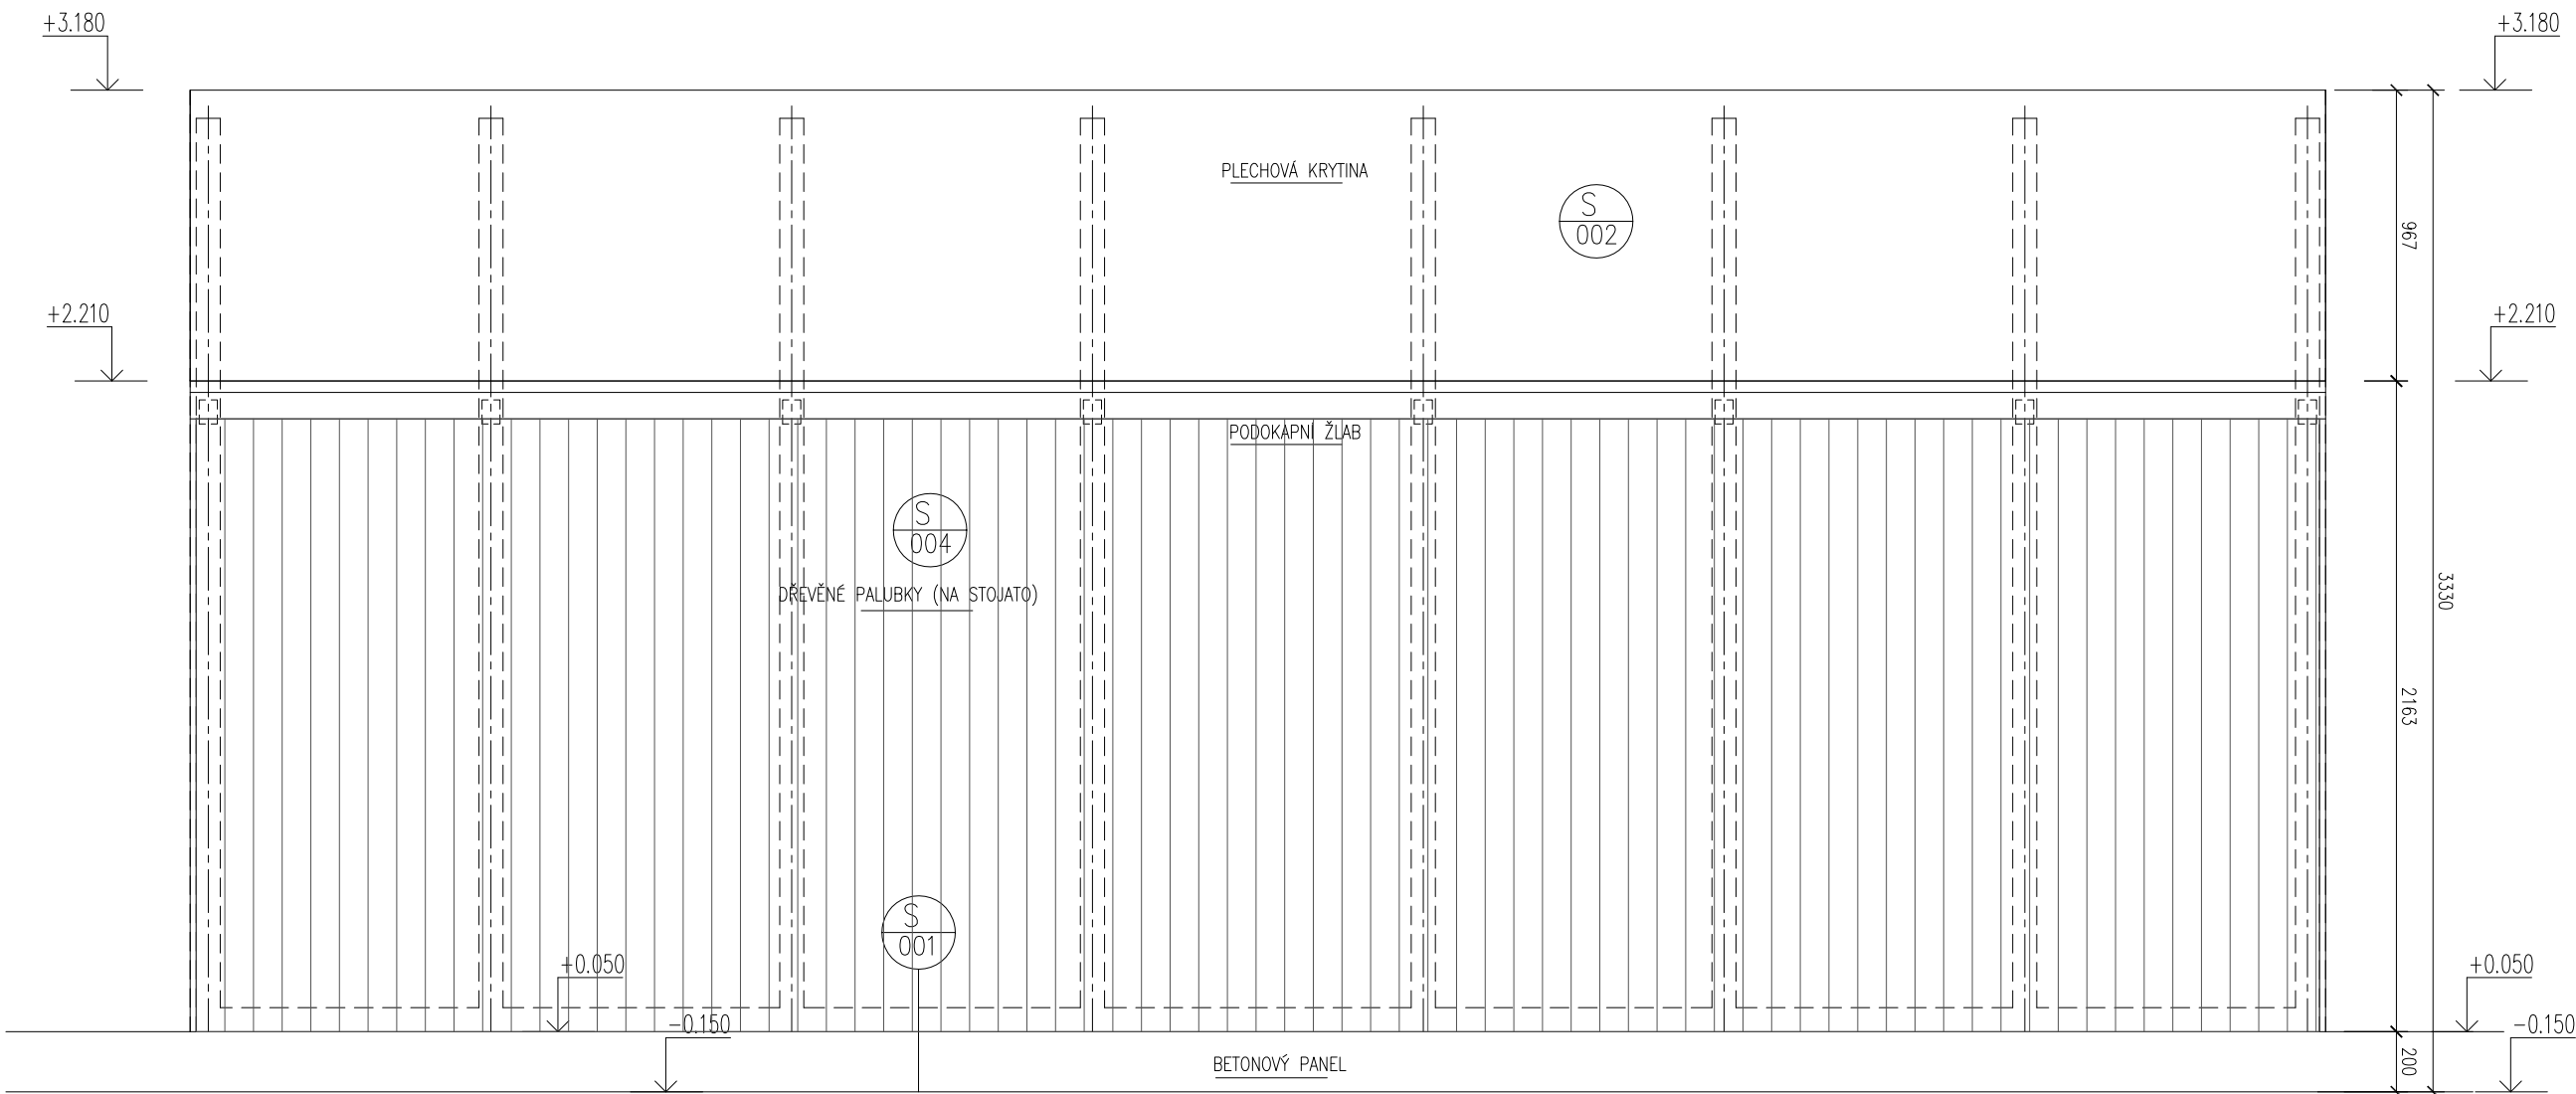 +3.180
+3.180
PLECHOVÁ KRYTINA
S
002
967
+2.210
+2.210
PODOKAPNÍ ŽLAB
S
004
DŘEVĚNÉ PALUBKY (NA STOJATO)
3330
2163
S
001
+0.050
+0.050
-0.150
-0.150
BETONOVÝ PANEL
200